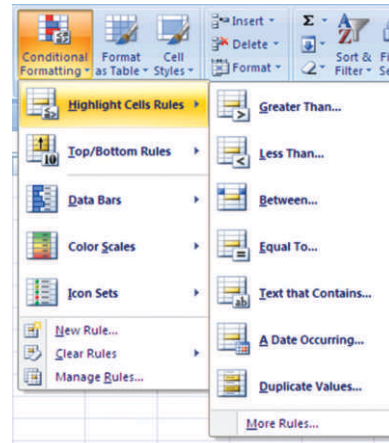 Conditional Formatting
Format as Table
Cell Styles
Insert
Delete
Format
Σ
Sort & Filter
Highlight Cells Rules
Top/Bottom Rules
Data Bars
Color Scales
Icon Sets
New Rule...
Clear Rules
Manage Rules...
Greater Than...
Less Than...
Between...
Equal To...
Text that Contains...
A Date Occurring...
Duplicate Values...
More Rules...